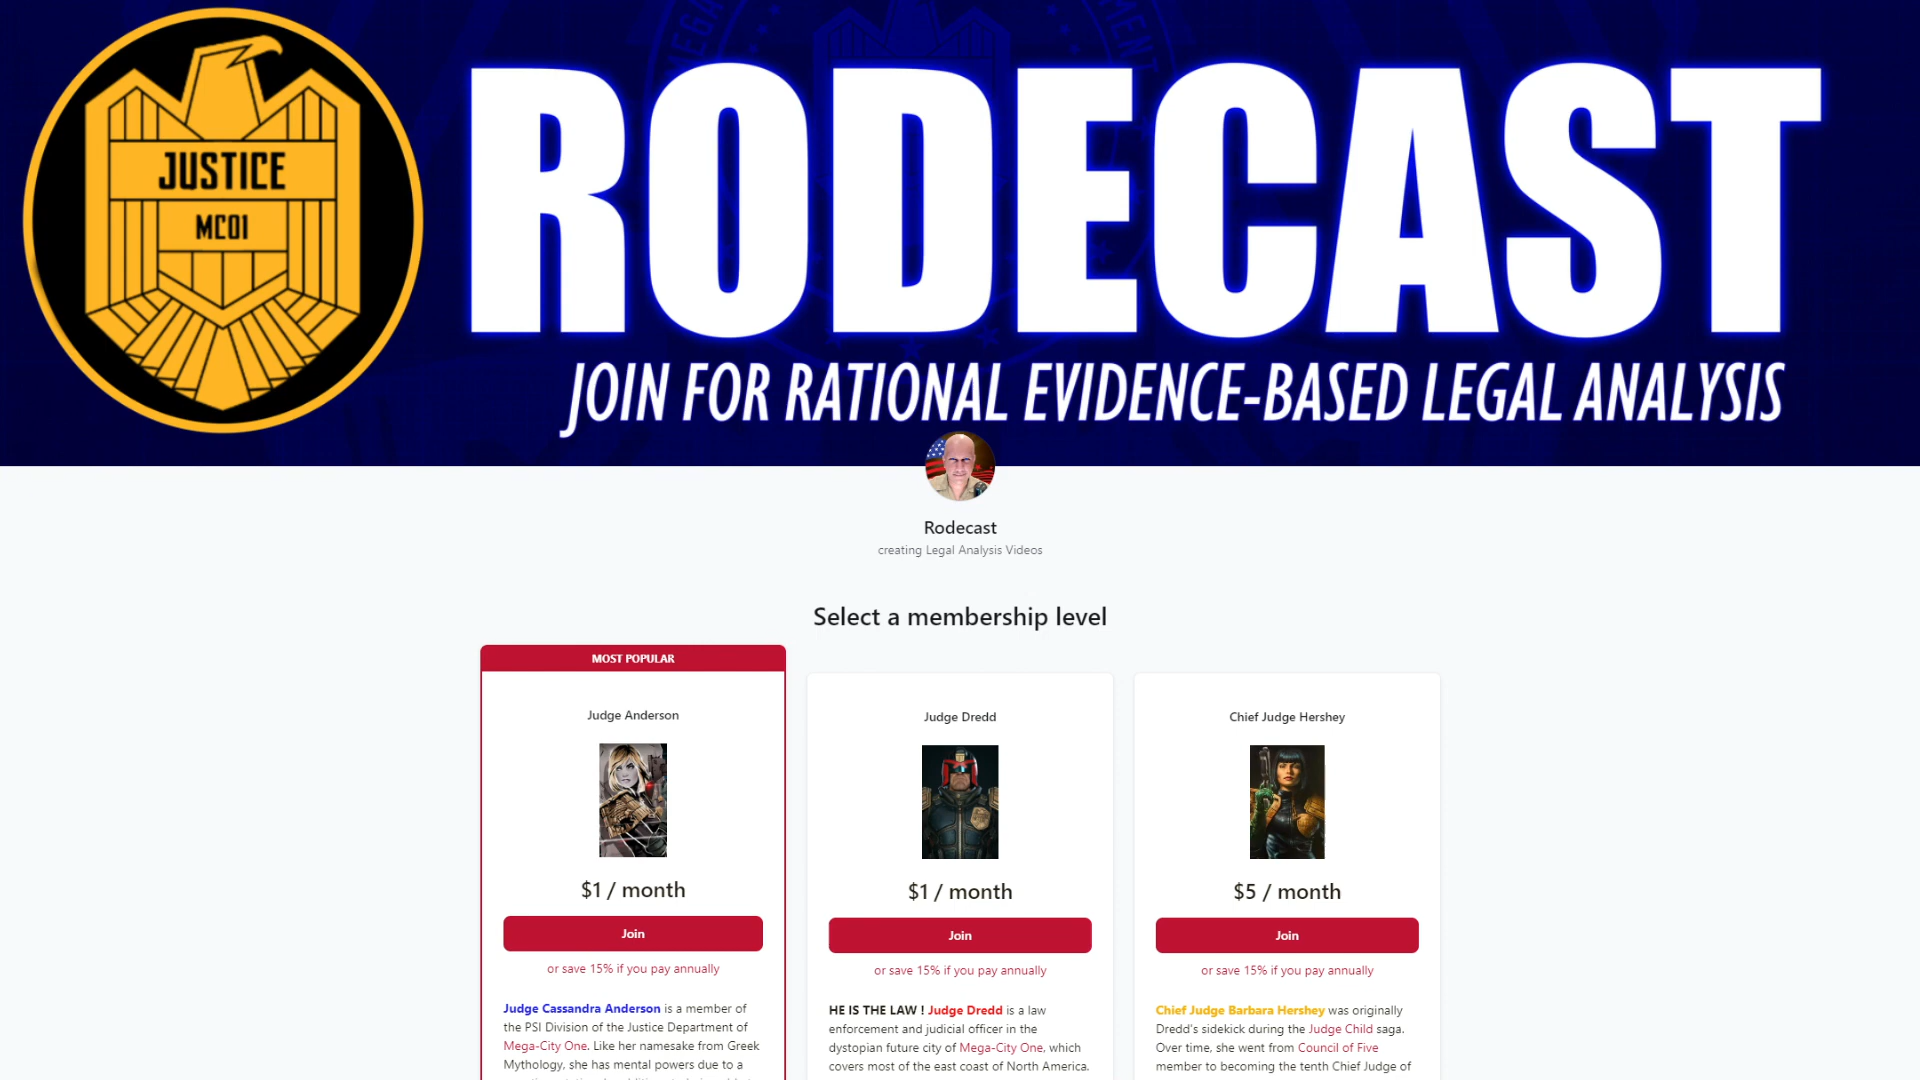 JUSTICE
MC01
RODECAST
JOIN FOR RATIONAL EVIDENCE-BASED LEGAL ANALYSIS
Rodecast
creating Legal Analysis Videos
Select a membership level
MOST POPULAR
Judge Anderson
$1 / month
Join
or save 15% if you pay annually
Judge Cassandra Anderson is a member of
the PSI Division of the Justice Department of
Mega-City One. Like her namesake from Greek
Mythology, she has mental powers due to a
Judge Dredd
$1 / month
Join
or save 15% if you pay annually
HE IS THE LAW ! Judge Dredd is a law
enforcement and judicial officer in the
dystopian future city of Mega-City One, which
covers most of the east coast of North America.
Chief Judge Hershey
$5 / month
Join
or save 15% if you pay annually
Chief Judge Barbara Hershey was originally
Dredd's sidekick during the Judge Child saga.
Over time, she went from Council of Five
member to becoming the tenth Chief Judge of